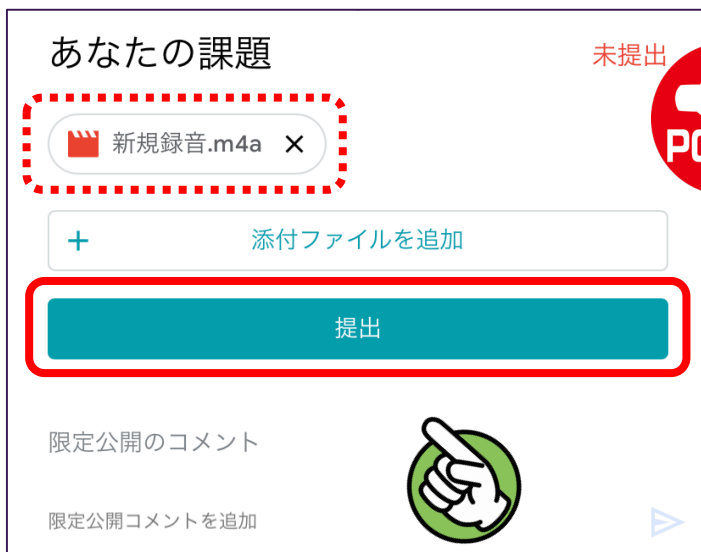 あなたの課題
未提出
新規録音.m4a
添付ファイルを追加
提出
限定公開のコメント
限定公開コメントを追加